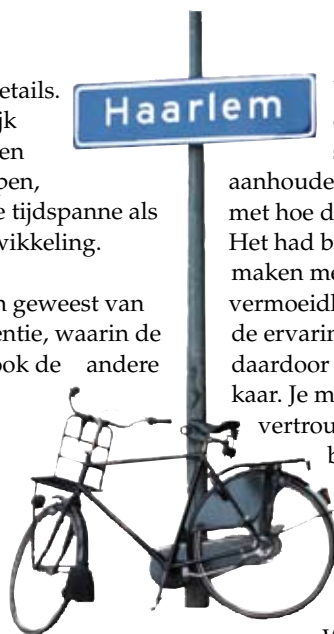 Haarlem
etails.
jk
en
pen,
e tijdspanne als
wikkeling.
n geweest van
entie, waarin de
ook de andere
aanhoude
met hoe d
Het had b
maken me
vermoeidh
de ervarin
daardoor
kaar. Je m
vertrou